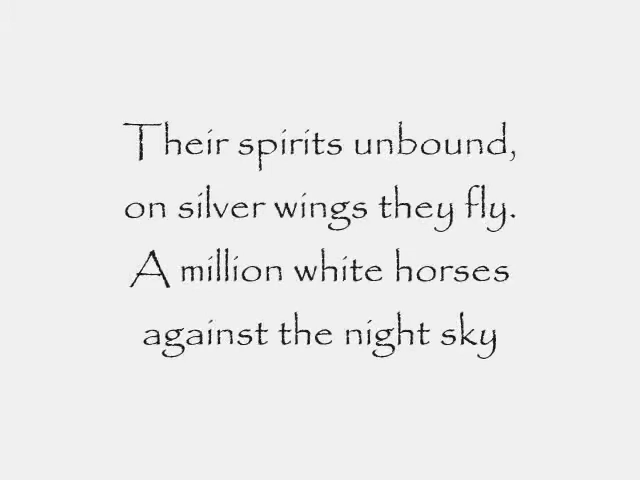 Their spirits unbound,
on silver wings they fly.
A million white horses
against the night sky